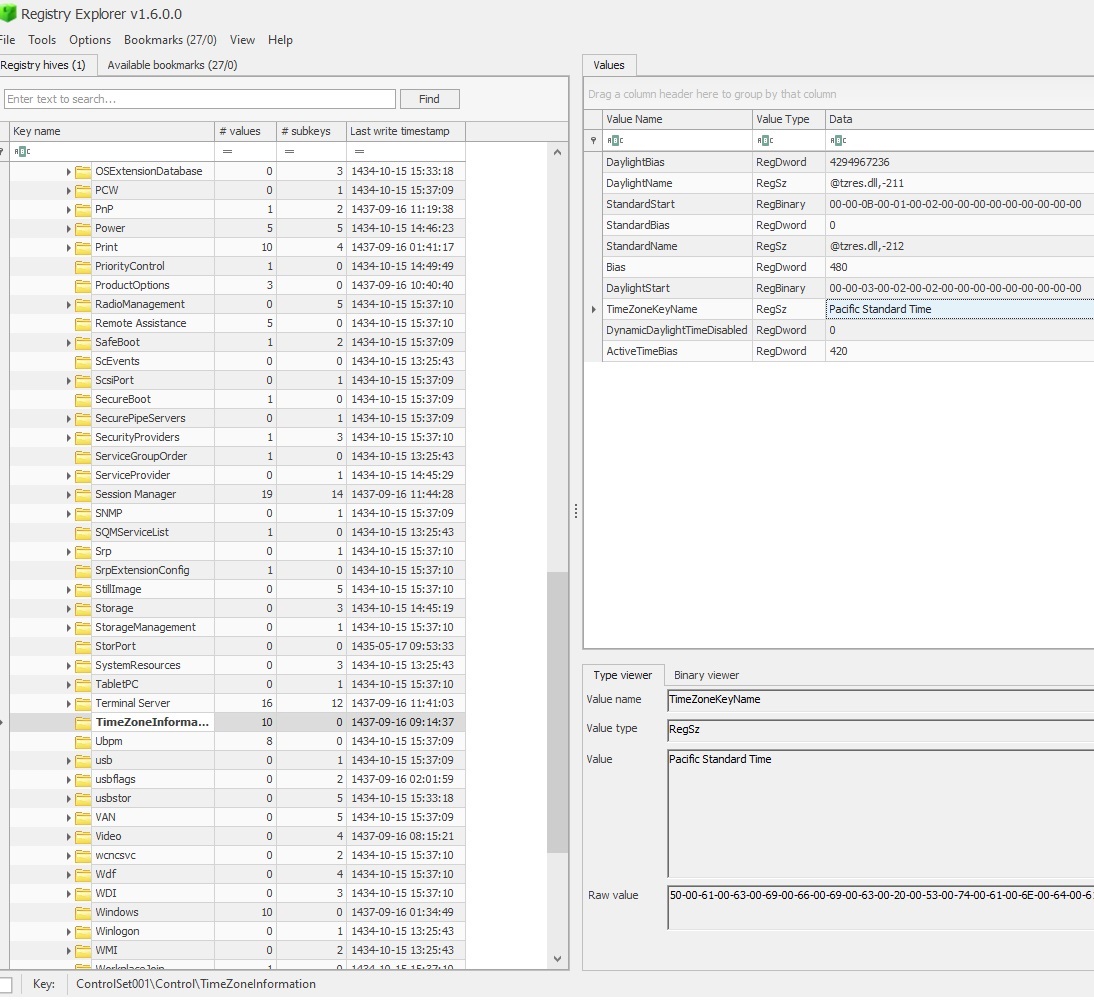 Registry Explorer v1.6.0.0
File Tools Options Bookmarks (27/0) View Help
Registry hives (1) Available bookmarks (27/0)
Enter text to search... Find
Key name # values # subkeys Last write timestamp
= = =
OSExtensionDatabase 0 3 1434-10-15 15:33:18
PCW 0 1 1434-10-15 15:37:09
PnP 1 2 1437-09-16 11:19:38
Power 5 5 1434-10-15 14:46:23
Print 10 4 1437-09-16 01:41:17
PriorityControl 1 0 1434-10-15 14:49:49
ProductOptions 3 0 1437-09-16 10:40:40
RadioManagement 0 5 1434-10-15 15:37:10
Remote Assistance 5 0 1434-10-15 15:37:10
SafeBoot 1 2 1434-10-15 15:37:09
ScEvents 0 0 1434-10-15 13:25:43
ScsiPort 0 1 1434-10-15 15:37:09
SecureBoot 1 0 1434-10-15 15:37:09
SecurePipeServers 0 1 1434-10-15 15:37:09
SecurityProviders 1 3 1434-10-15 15:37:10
ServiceGroupOrder 1 0 1434-10-15 13:25:43
ServiceProvider 0 1 1434-10-15 14:45:29
Session Manager 19 14 1437-09-16 11:44:28
SNMP 0 1 1434-10-15 15:37:09
SQMServiceList 1 0 1434-10-15 13:25:43
Srp 0 1 1434-10-15 15:37:10
SrpExtensionConfig 1 0 1434-10-15 15:37:10
StillImage 0 5 1434-10-15 15:37:10
Storage 0 3 1434-10-15 14:45:19
StorageManagement 0 1 1434-10-15 15:37:10
StorPort 0 0 1435-05-17 09:53:33
SystemResources 0 3 1434-10-15 13:25:43
TabletPC 0 1 1434-10-15 15:37:10
Terminal Server 16 12 1437-09-16 11:41:03
TimeZoneInforma... 10 0 1437-09-16 09:14:37
Ubpm 8 0 1434-10-15 15:37:09
usb 0 1 1434-10-15 15:37:09
usbflags 0 2 1437-09-16 02:01:59
usbstor 0 5 1434-10-15 15:33:18
VAN 0 5 1434-10-15 15:37:09
Video 0 4 1437-09-16 08:15:21
wcncsvc 0 2 1434-10-15 15:37:10
Wdf 0 4 1434-10-15 15:37:10
WDI 0 3 1434-10-15 15:37:10
Windows 10 0 1437-09-16 01:34:49
Winlogon 0 1 1434-10-15 13:25:43
WMI 0 2 1434-10-15 13:25:43
WorkplaceJoin 1 0 1434-10-15 15:37:10
Key: ControlSet001\Control\TimeZoneInformation
Values
Drag a column header here to group by that column
Value Name Value Type Data
DaylightBias RegDword 4294967236
DaylightName RegSz @tzres.dll,-211
StandardStart RegBinary 00-00-0B-00-01-00-02-00-00-00-00-00-00-00-00-00
StandardBias RegDword 0
StandardName RegSz @tzres.dll,-212
Bias RegDword 480
DaylightStart RegBinary 00-00-03-00-02-00-02-00-00-00-00-00-00-00-00-00
TimeZoneKeyName RegSz Pacific Standard Time
DynamicDaylightTimeDisabled RegDword 0
ActiveTimeBias RegDword 420
Type viewer Binary viewer
Value name TimeZoneKeyName
Value type RegSz
Value Pacific Standard Time
Raw value 50-00-61-00-63-00-69-00-66-00-69-00-63-00-20-00-53-00-74-00-61-00-6E-00-64-00-6